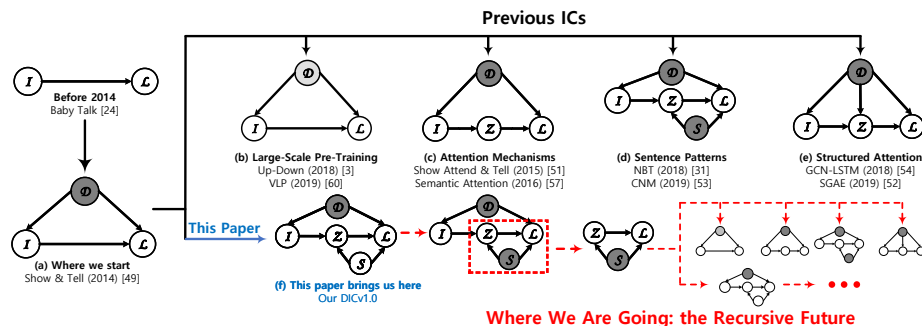 Previous ICs
I
L
Before 2014
Baby Talk [24]
D
I
L
(a) Where we start
Show & Tell (2014) [49]
D
I
L
(b) Large-Scale Pre-Training
Up-Down (2018) [3]
VLP (2019) [60]
D
I
Z
L
(c) Attention Mechanisms
Show Attend & Tell (2015) [51]
Semantic Attention (2016) [57]
D
I
Z
L
S
(d) Sentence Patterns
NBT (2018) [31]
CNM (2019) [53]
D
I
Z
L
(e) Structured Attention
GCN-LSTM (2018) [54]
SGAE (2019) [52]
This Paper
D
I
Z
L
S
(f) This paper brings us here
Our DICv1.0
D
I
Z
L
S
Z
L
S
Where We Are Going: the Recursive Future